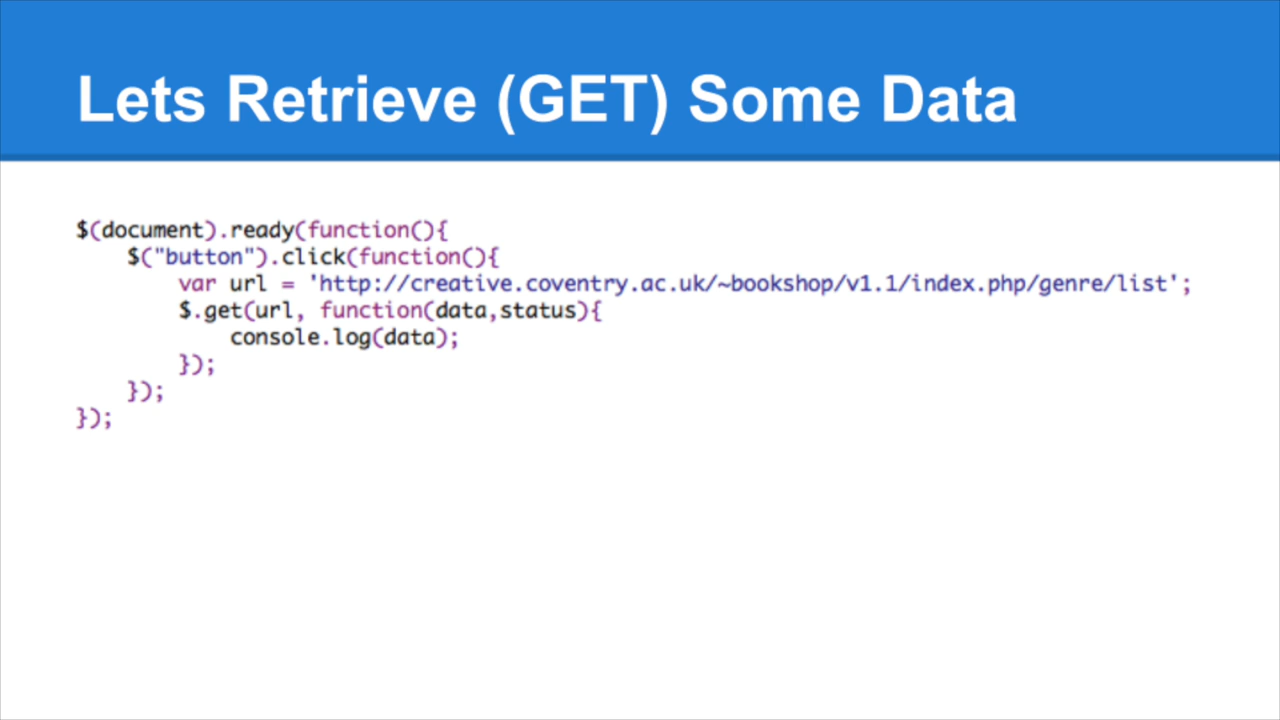 Lets Retrieve (GET) Some Data
$(document).ready(function(){
    $("button").click(function(){
        var url = 'http://creative.coventry.ac.uk/~bookshop/v1.1/index.php/genre/list';
        $.get(url, function(data,status){
            console.log(data);
        });
    });
});